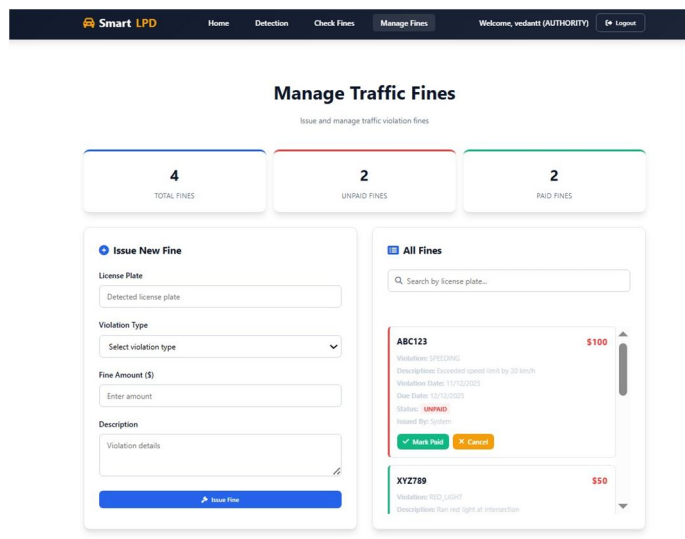 Smart LPD
Home
Detection
Check Fines
Manage Fines
Welcome, vedantt (AUTHORITY)
Logout
Manage Traffic Fines
Issue and manage traffic violation fines
4
TOTAL FINES
2
UNPAID FINES
2
PAID FINES
Issue New Fine
License Plate
Detected license plate
Violation Type
Select violation type
Fine Amount ($)
Enter amount
Description
Violation details
Issue Fine
All Fines
Search by license plate...
ABC123 $100
Violation: SPEEDING
Description: Exceeded speed limit by 20 km/h
Violation Date: 11/12/2025
Due Date: 12/12/2025
Status: UNPAID
Issued By: System
Mark Paid
Cancel
XYZ789 $50
Violation: RED_LIGHT
Description: Ran red light at intersection